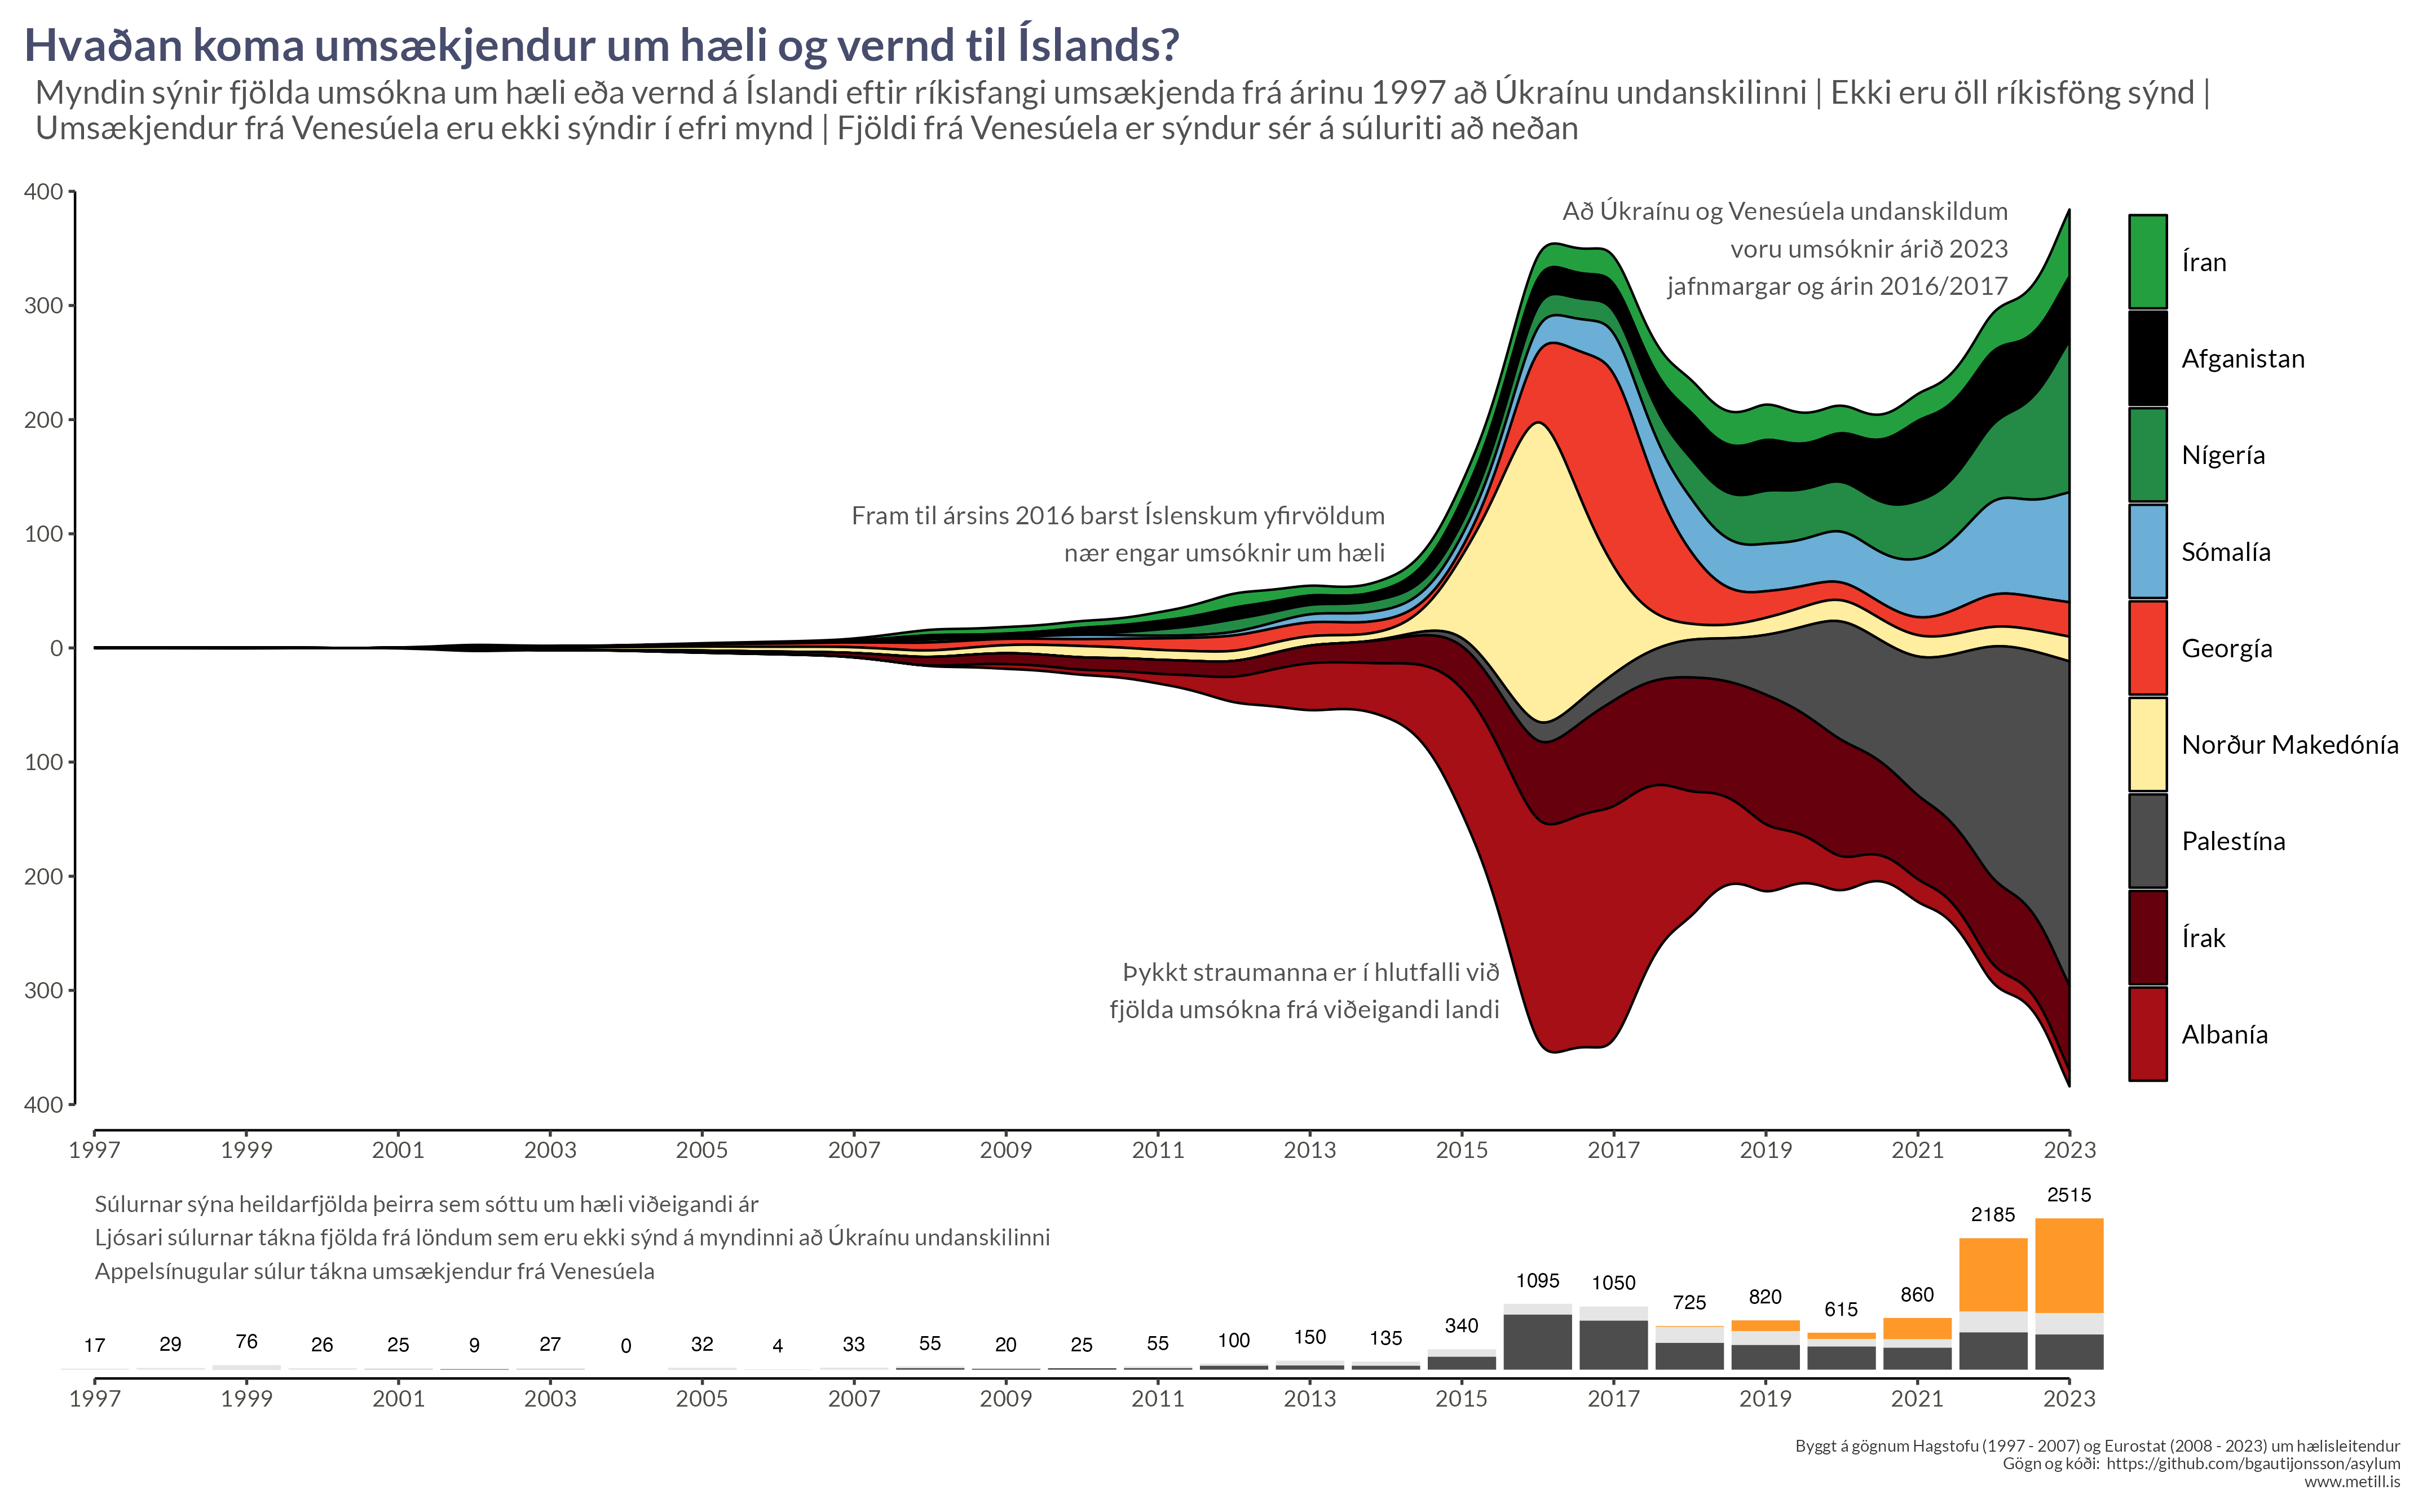 Hvaðan koma umsækjendur um hæli og vernd til Íslands?
Myndin sýnir fjölda umsókna um hæli eða vernd á Íslandi eftir ríkisfangi umsækjenda frá árinu 1997 að Úkraínu undanskilinni | Ekki eru öll ríkisföng sýnd |
Umsækjendur frá Venesúela eru ekki sýndir í efri mynd | Fjöldi frá Venesúela er sýndur sér á súluriti að neðan
400
300
200
100
0
100
200
300
400
Að Úkraínu og Venesúela undanskildum
voru umsóknir árið 2023
jafnmargar og árin 2016/2017
Fram til ársins 2016 barst Íslenskum yfirvöldum
nær engar umsóknir um hæli
Þykkt straumanna er í hlutfalli við
fjölda umsókna frá viðeigandi landi
Íran
Afganistan
Nígería
Sómalía
Georgía
Norður Makedónía
Palestína
Írak
Albanía
1997 1999 2001 2003 2005 2007 2009 2011 2013 2015 2017 2019 2021 2023
Súlurnar sýna heildarfjölda þeirra sem sóttu um hæli viðeigandi ár
Ljósari súlurnar tákna fjölda frá löndum sem eru ekki sýnd á myndinni að Úkraínu undanskilinni
Appelsínugular súlur tákna umsækjendur frá Venesúela
17 29 76 26 25 9 27 0 32 4 33 55 20 25 55 100 150 135 340 1095 1050 725 820 615 860 2185 2515
1997 1999 2001 2003 2005 2007 2009 2011 2013 2015 2017 2019 2021 2023
Byggt á gögnum Hagstofu (1997 - 2007) og Eurostat (2008 - 2023) um hælisleitendur
Gögn og kóði: https://github.com/bgautijonsson/asylum
www.metill.is